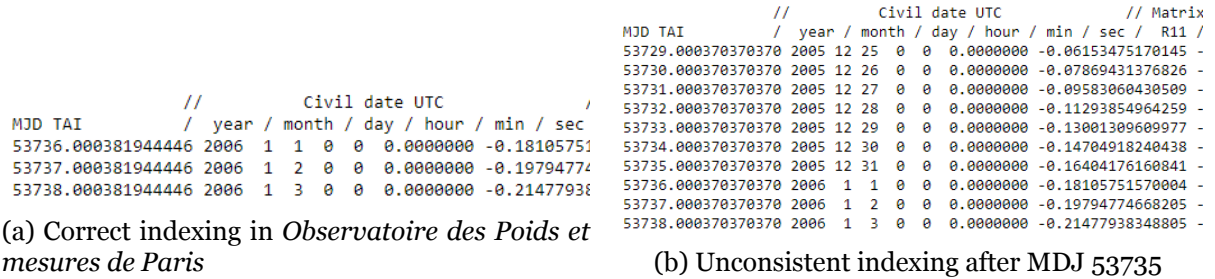 //          Civil date UTC          /
MJD TAI          /  year / month / day / hour / min / sec
53736.000381944446 2006  1  1  0  0  0.0000000 -0.18105751
53737.000381944446 2006  1  2  0  0  0.0000000 -0.19794774
53738.000381944446 2006  1  3  0  0  0.0000000 -0.21477938
(a) Correct indexing in Observatoire des Poids et
mesures de Paris
//          Civil date UTC          // Matrix
MJD TAI          /  year / month / day / hour / min / sec /  R11 /
53729.000370370370 2005 12 25  0  0  0.0000000 -0.06153475170145 -
53730.000370370370 2005 12 26  0  0  0.0000000 -0.07869431376826 -
53731.000370370370 2005 12 27  0  0  0.0000000 -0.09583060430509 -
53732.000370370370 2005 12 28  0  0  0.0000000 -0.11293854964259 -
53733.000370370370 2005 12 29  0  0  0.0000000 -0.13001309609977 -
53734.000370370370 2005 12 30  0  0  0.0000000 -0.14704918240438 -
53735.000370370370 2005 12 31  0  0  0.0000000 -0.16404176160841 -
53736.000370370370 2006  1  1  0  0  0.0000000 -0.18105751570004 -
53737.000370370370 2006  1  2  0  0  0.0000000 -0.19794774668205 -
53738.000370370370 2006  1  3  0  0  0.0000000 -0.21477938348805 -
(b) Unconsistent indexing after MDJ 53735